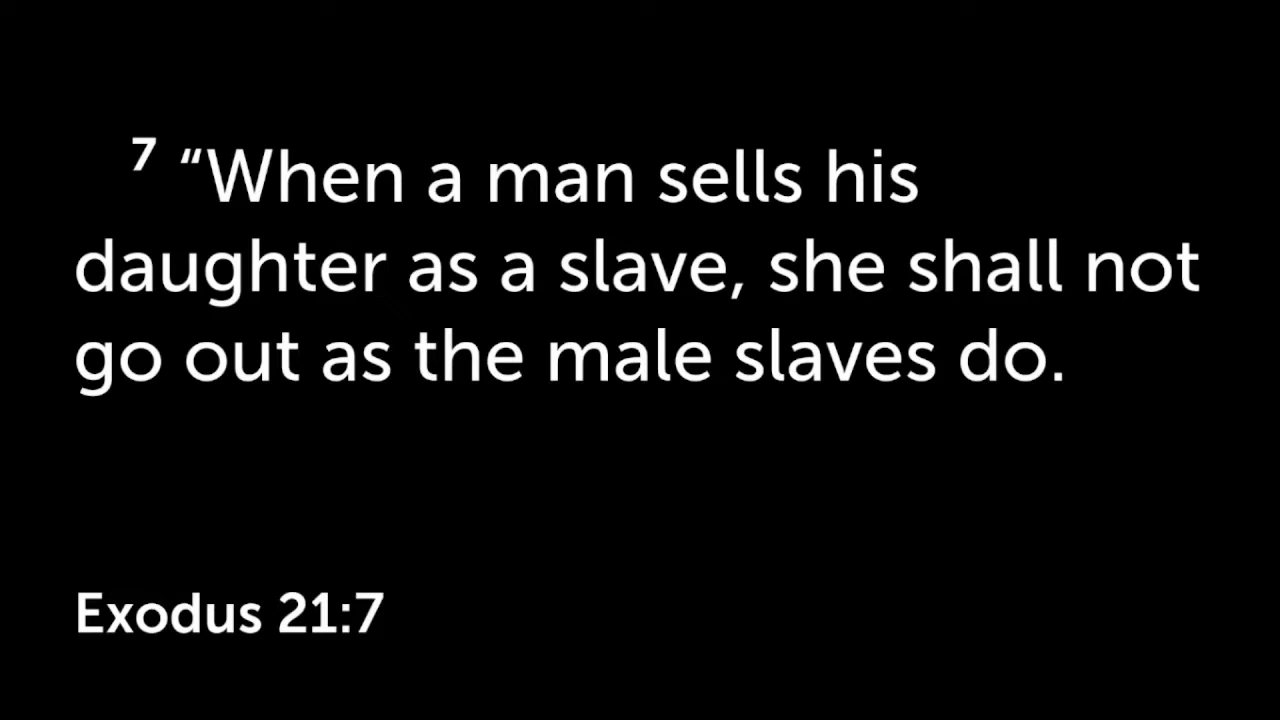 7 “When a man sells his
daughter as a slave, she shall not
go out as the male slaves do.
Exodus 21:7